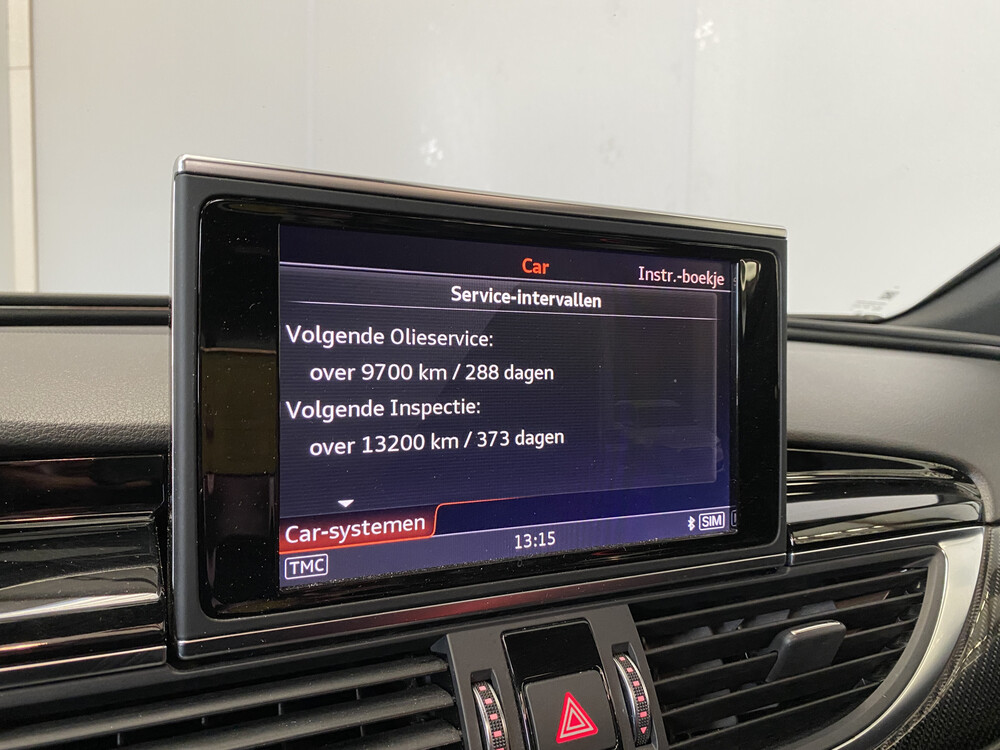 Car
Instr.-boekje
Service-intervallen
Volgende Olieservice:
over 9700 km / 288 dagen
Volgende Inspectie:
over 13200 km / 373 dagen
Car-systemen
13:15
SIM
TMC